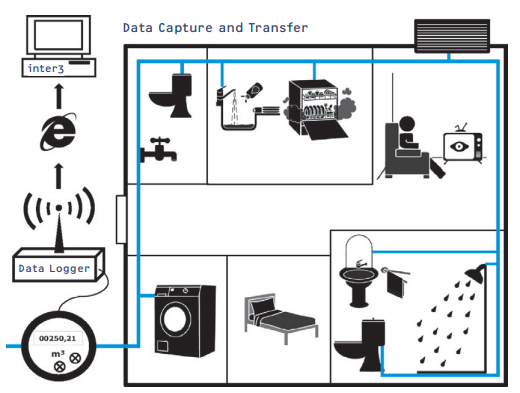 Data Capture and Transfer
inter3
Data Logger
00250,21
m³